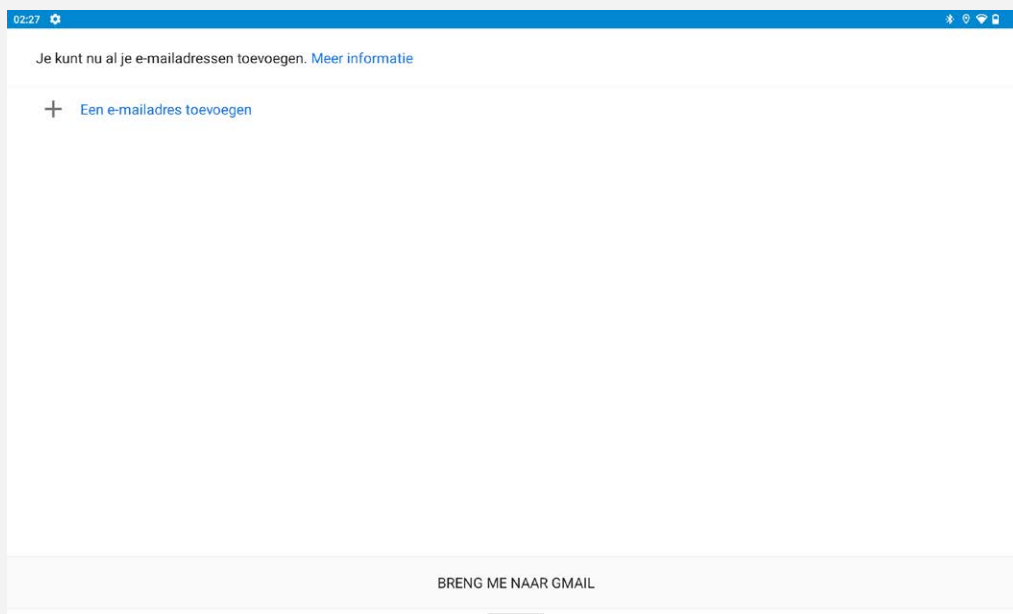 02:27
Je kunt nu al je e-mailadressen toevoegen. Meer informatie
Een e-mailadres toevoegen
BRENG ME NAAR GMAIL